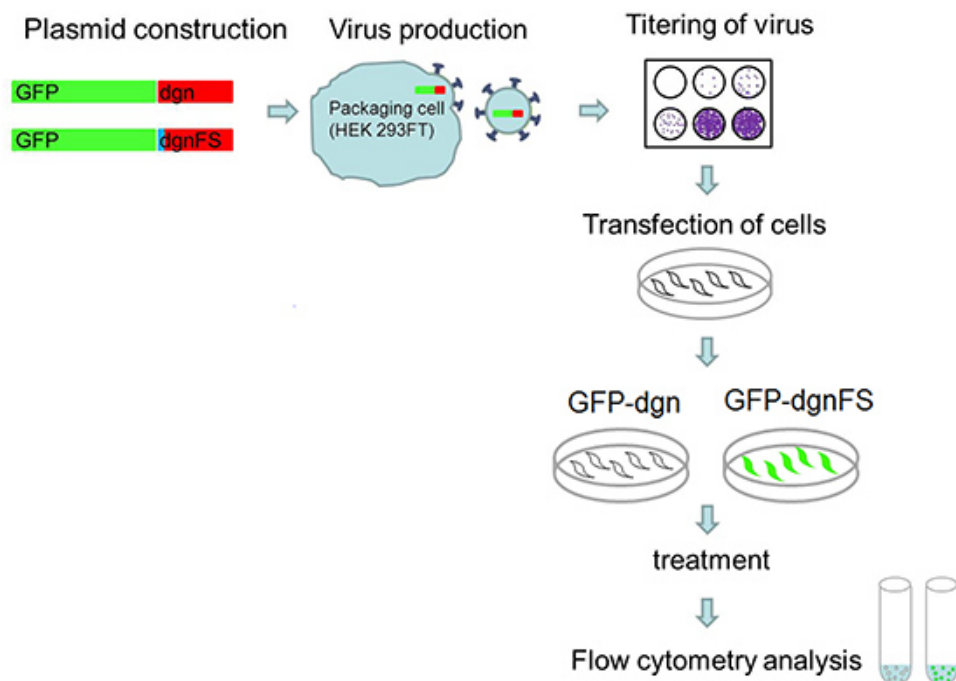 Plasmid construction
Virus production
Titering of virus
GFP dgn
GFP dgnFS
Packaging cell
(HEK 293FT)
Transfection of cells
GFP-dgn
GFP-dgnFS
treatment
Flow cytometry analysis